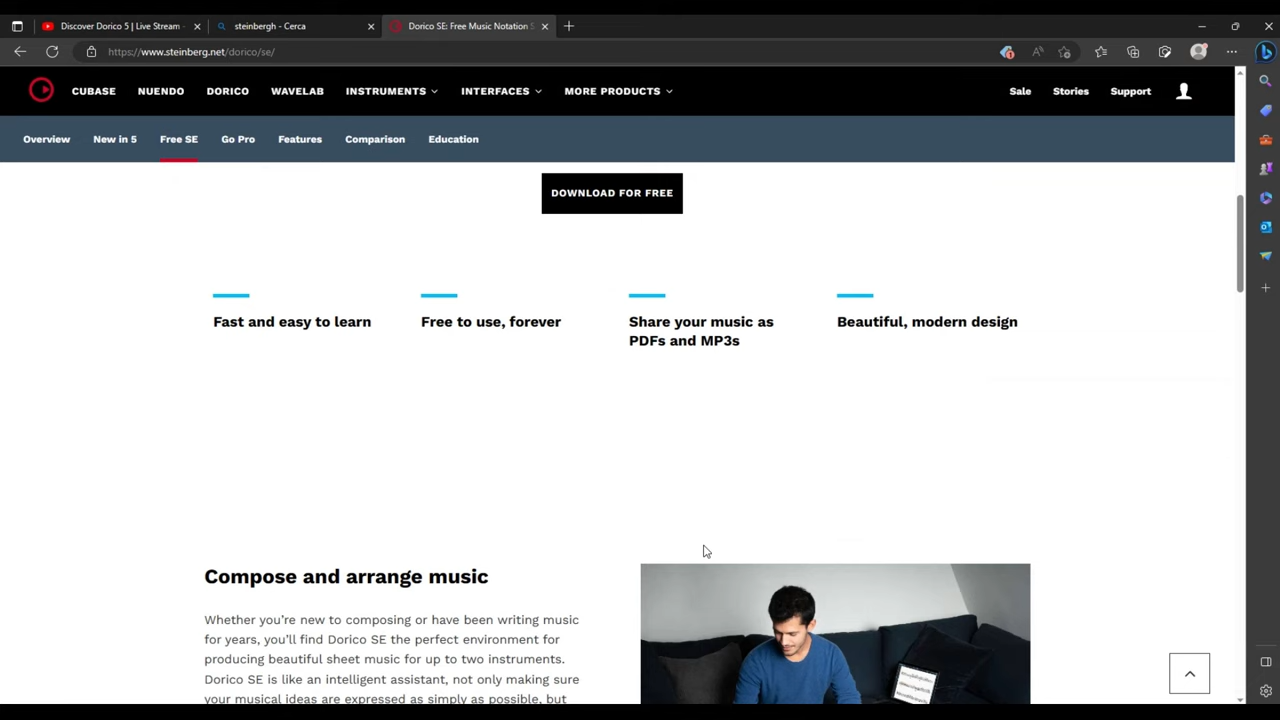 Discover Dorico 5 | Live Stream -
steinbergh - Cerca
Dorico SE: Free Music Notation S
https://www.steinberg.net/dorico/se/
CUBASE NUENDO DORICO WAVELAB INSTRUMENTS INTERFACES MORE PRODUCTS Sale Stories Support
Overview New in 5 Free SE Go Pro Features Comparison Education
DOWNLOAD FOR FREE
Fast and easy to learn
Free to use, forever
Share your music as
PDFs and MP3s
Beautiful, modern design
Compose and arrange music
Whether you’re new to composing or have been writing music
for years, you’ll find Dorico SE the perfect environment for
producing beautiful sheet music for up to two instruments.
Dorico SE is like an intelligent assistant, not only making sure
your musical ideas are expressed as simply as possible, but